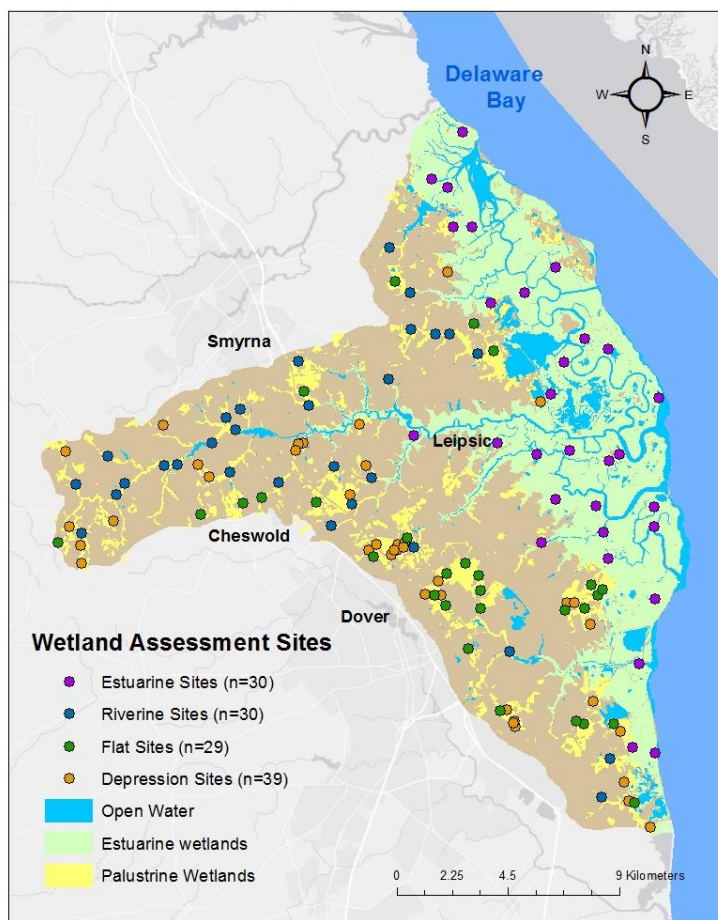 Delaware
Bay
N
W E
S
Smyrna
Leipsic
Cheswold
Dover
Wetland Assessment Sites
Estuarine Sites (n=30)
Riverine Sites (n=30)
Flat Sites (n=29)
Depression Sites (n=39)
Open Water
Estuarine wetlands
Palustrine Wetlands
0 2.25 4.5 9 Kilometers